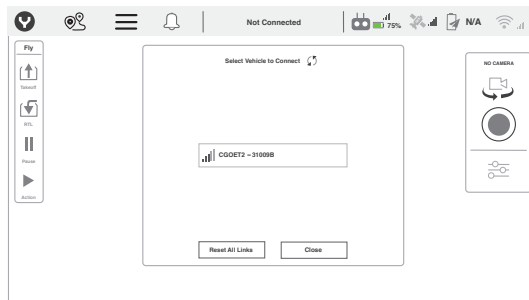 Not Connected
75%
N/A
Fly
Takeoff
RTL
Pause
Action
Select Vehicle to Connect
CGOET2 – 31009B
Reset All Links
Close
NO CAMERA